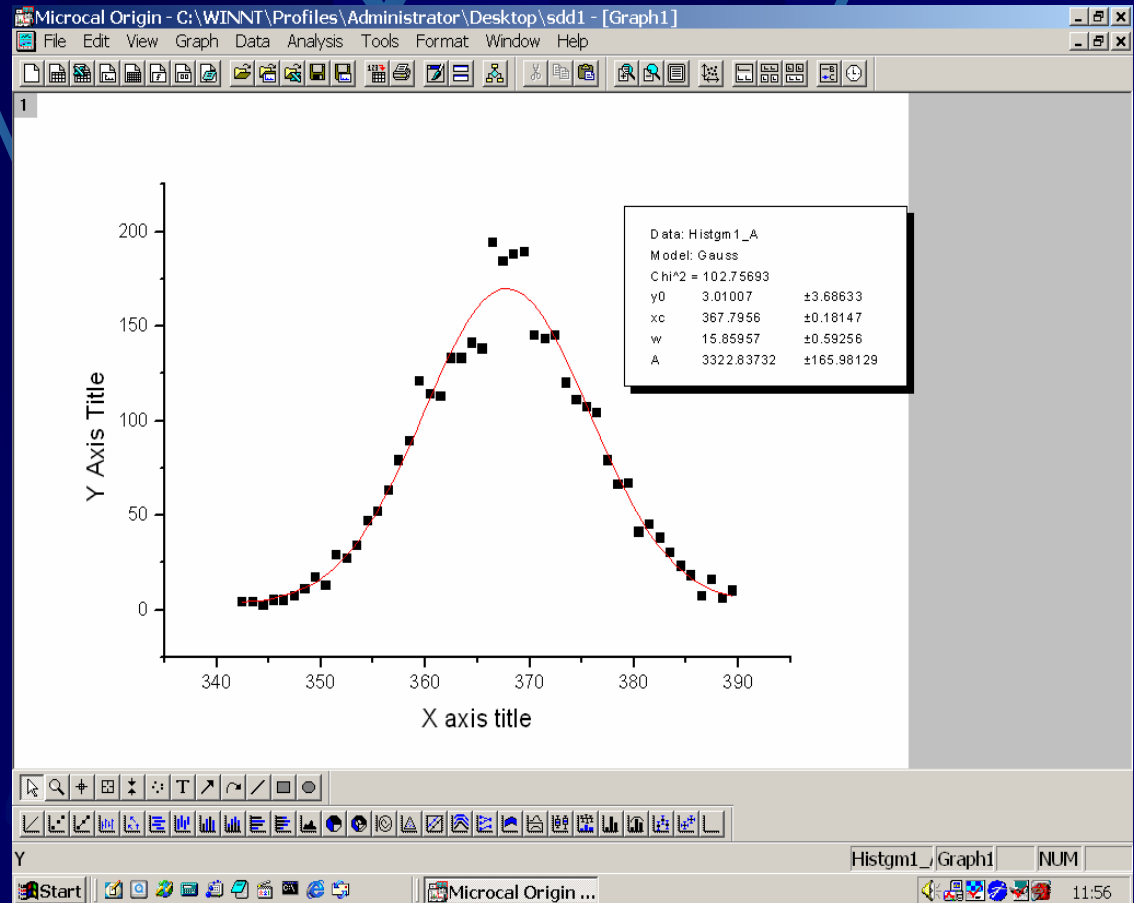 Microcal Origin - C:\WINNT\Profiles\Administrator\Desktop\sdd1 - [Graph1]
File Edit View Graph Data Analysis Tools Format Window Help
1
200
150
100
50
0
Y Axis Title
340 350 360 370 380 390
X axis title
Data: Histgm1_A
Model: Gauss
Chi^2 = 102.75693
y0 3.01007 ±3.68633
xc 367.7956 ±0.18147
w 15.85957 ±0.59256
A 3322.83732 ±165.98129
T
Y Histgm1_/ Graph1 NUM
Start Microcal Origin ... 11:56